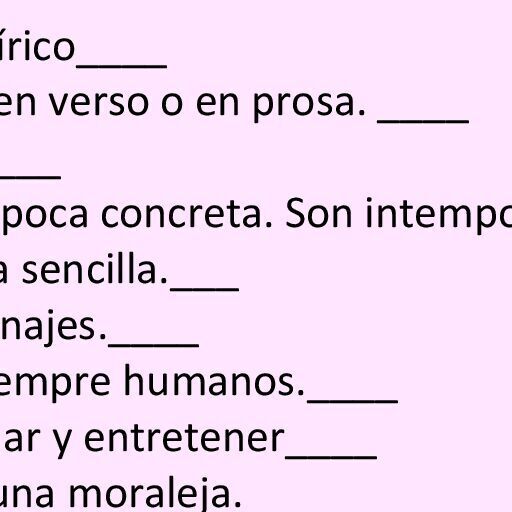 írico____
en verso o en prosa. ____
___
poca concreta. Son intempo
a sencilla.___
najes.____
empre humanos.____
ar y entretener____
una moraleja.